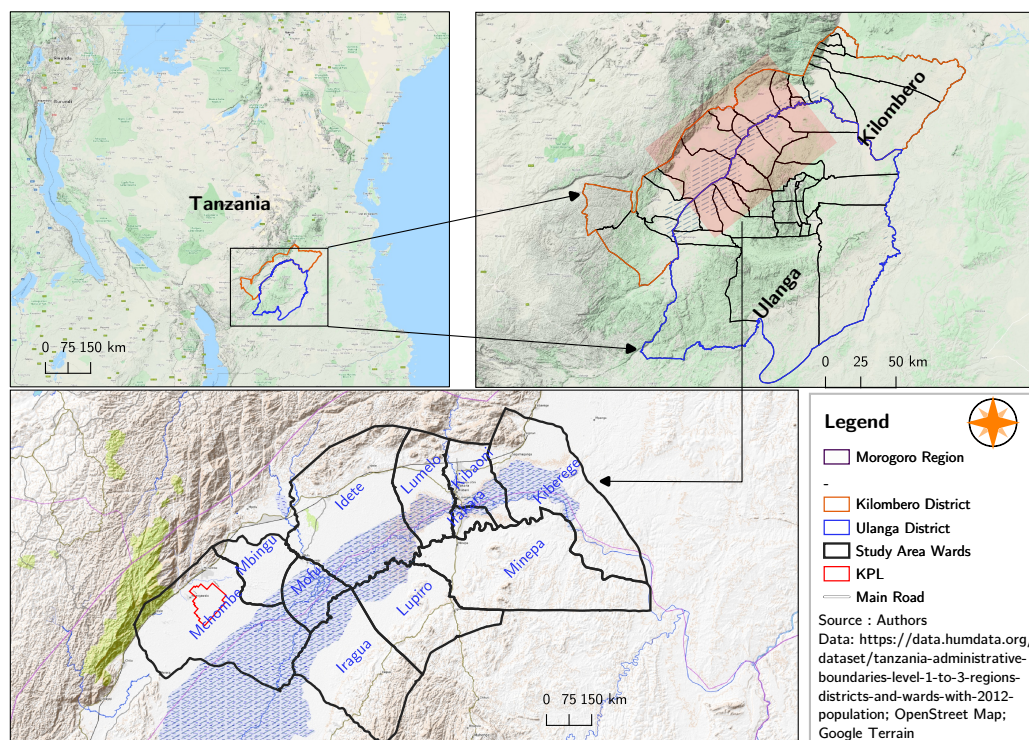 Tanzania
0 75 150 km
Kilombero
Ulanga
0 25 50 km
Idete
Lumelo
Kibaoni
Kiberege
Mbingu
Mofu
Minepa
Mchombe
Lupiro
Iragua
0 75 150 km
Legend
Morogoro Region
-
Kilombero District
Ulanga District
Study Area Wards
KPL
Main Road
Source : Authors
Data: https://data.humdata.org/
dataset/tanzania-administrative-
boundaries-level-1-to-3-regions-
districts-and-wards-with-2012-
population; OpenStreet Map;
Google Terrain